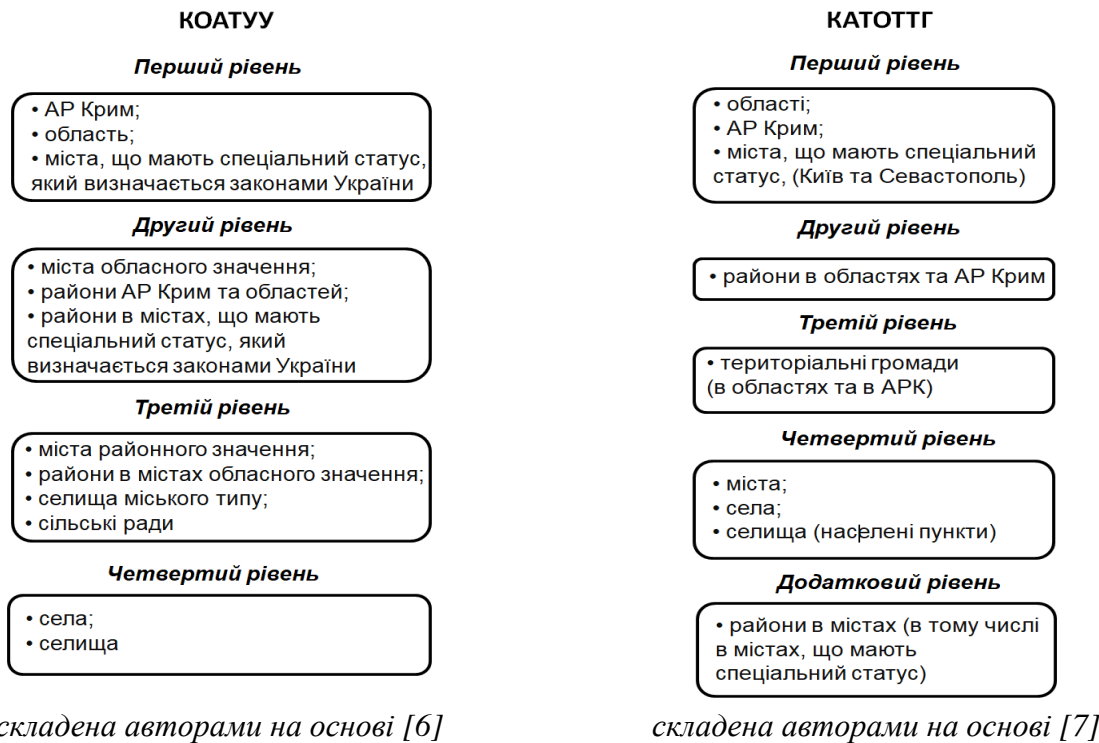 КОАТУУ
Перший рівень
• АР Крим;
• область;
• міста, що мають спеціальний статус,
який визначається законами України
Другий рівень
• міста обласного значення;
• райони АР Крим та областей;
• райони в містах, що мають
спеціальний статус, який
визначається законами України
Третій рівень
• міста районного значення;
• райони в містах обласного значення;
• селища міського типу;
• сільські ради
Четвертий рівень
• села;
• селища
складена авторами на основі [6]
КАТОТТГ
Перший рівень
• області;
• АР Крим;
• міста, що мають спеціальний
статус, (Київ та Севастополь)
Другий рівень
• райони в областях та АР Крим
Третій рівень
• територіальні громади
(в областях та в АРК)
Четвертий рівень
• міста;
• села;
• селища (населені пункти)
Додатковий рівень
• райони в містах (в тому числі
в містах, що мають
спеціальний статус)
складена авторами на основі [7]